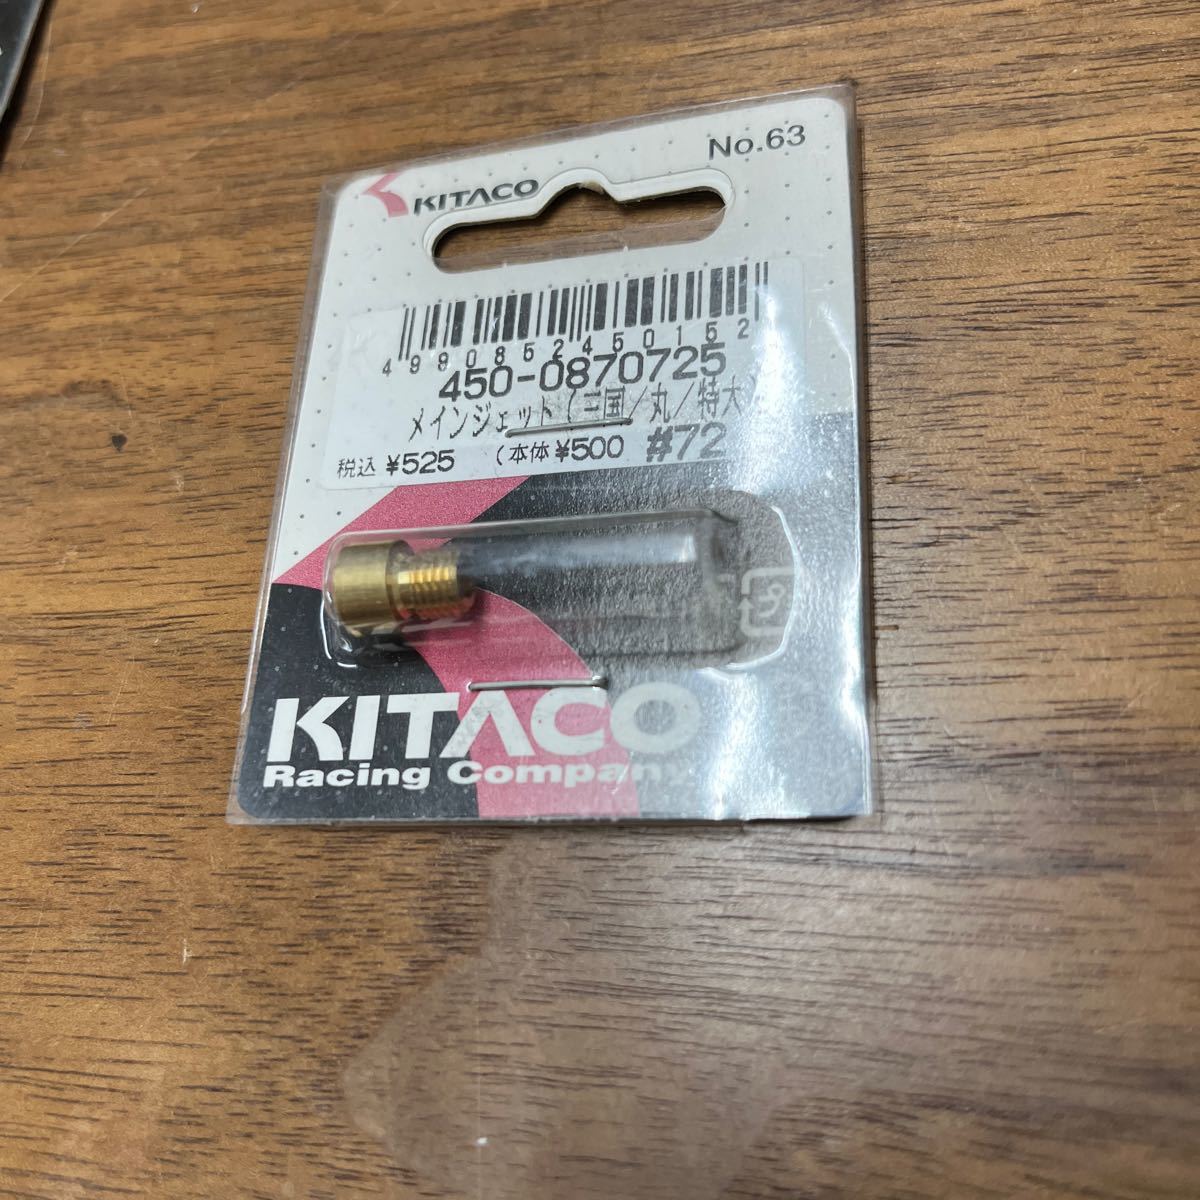 No.63
KITACO
4990852450152
450-0870725
メインジェット(三国/丸/特大)
税込 ¥525 (本体 ¥500 #72
KITACO
Racing Company